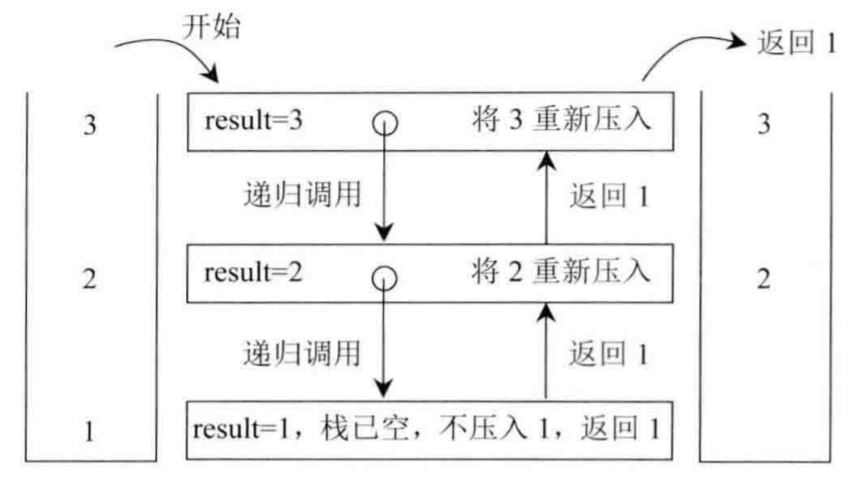 开始
返回 1
3
result=3
将 3 重新压入
3
递归调用
返回 1
2
result=2
将 2 重新压入
2
递归调用
返回 1
1
result=1，栈已空，不压入 1，返回 1